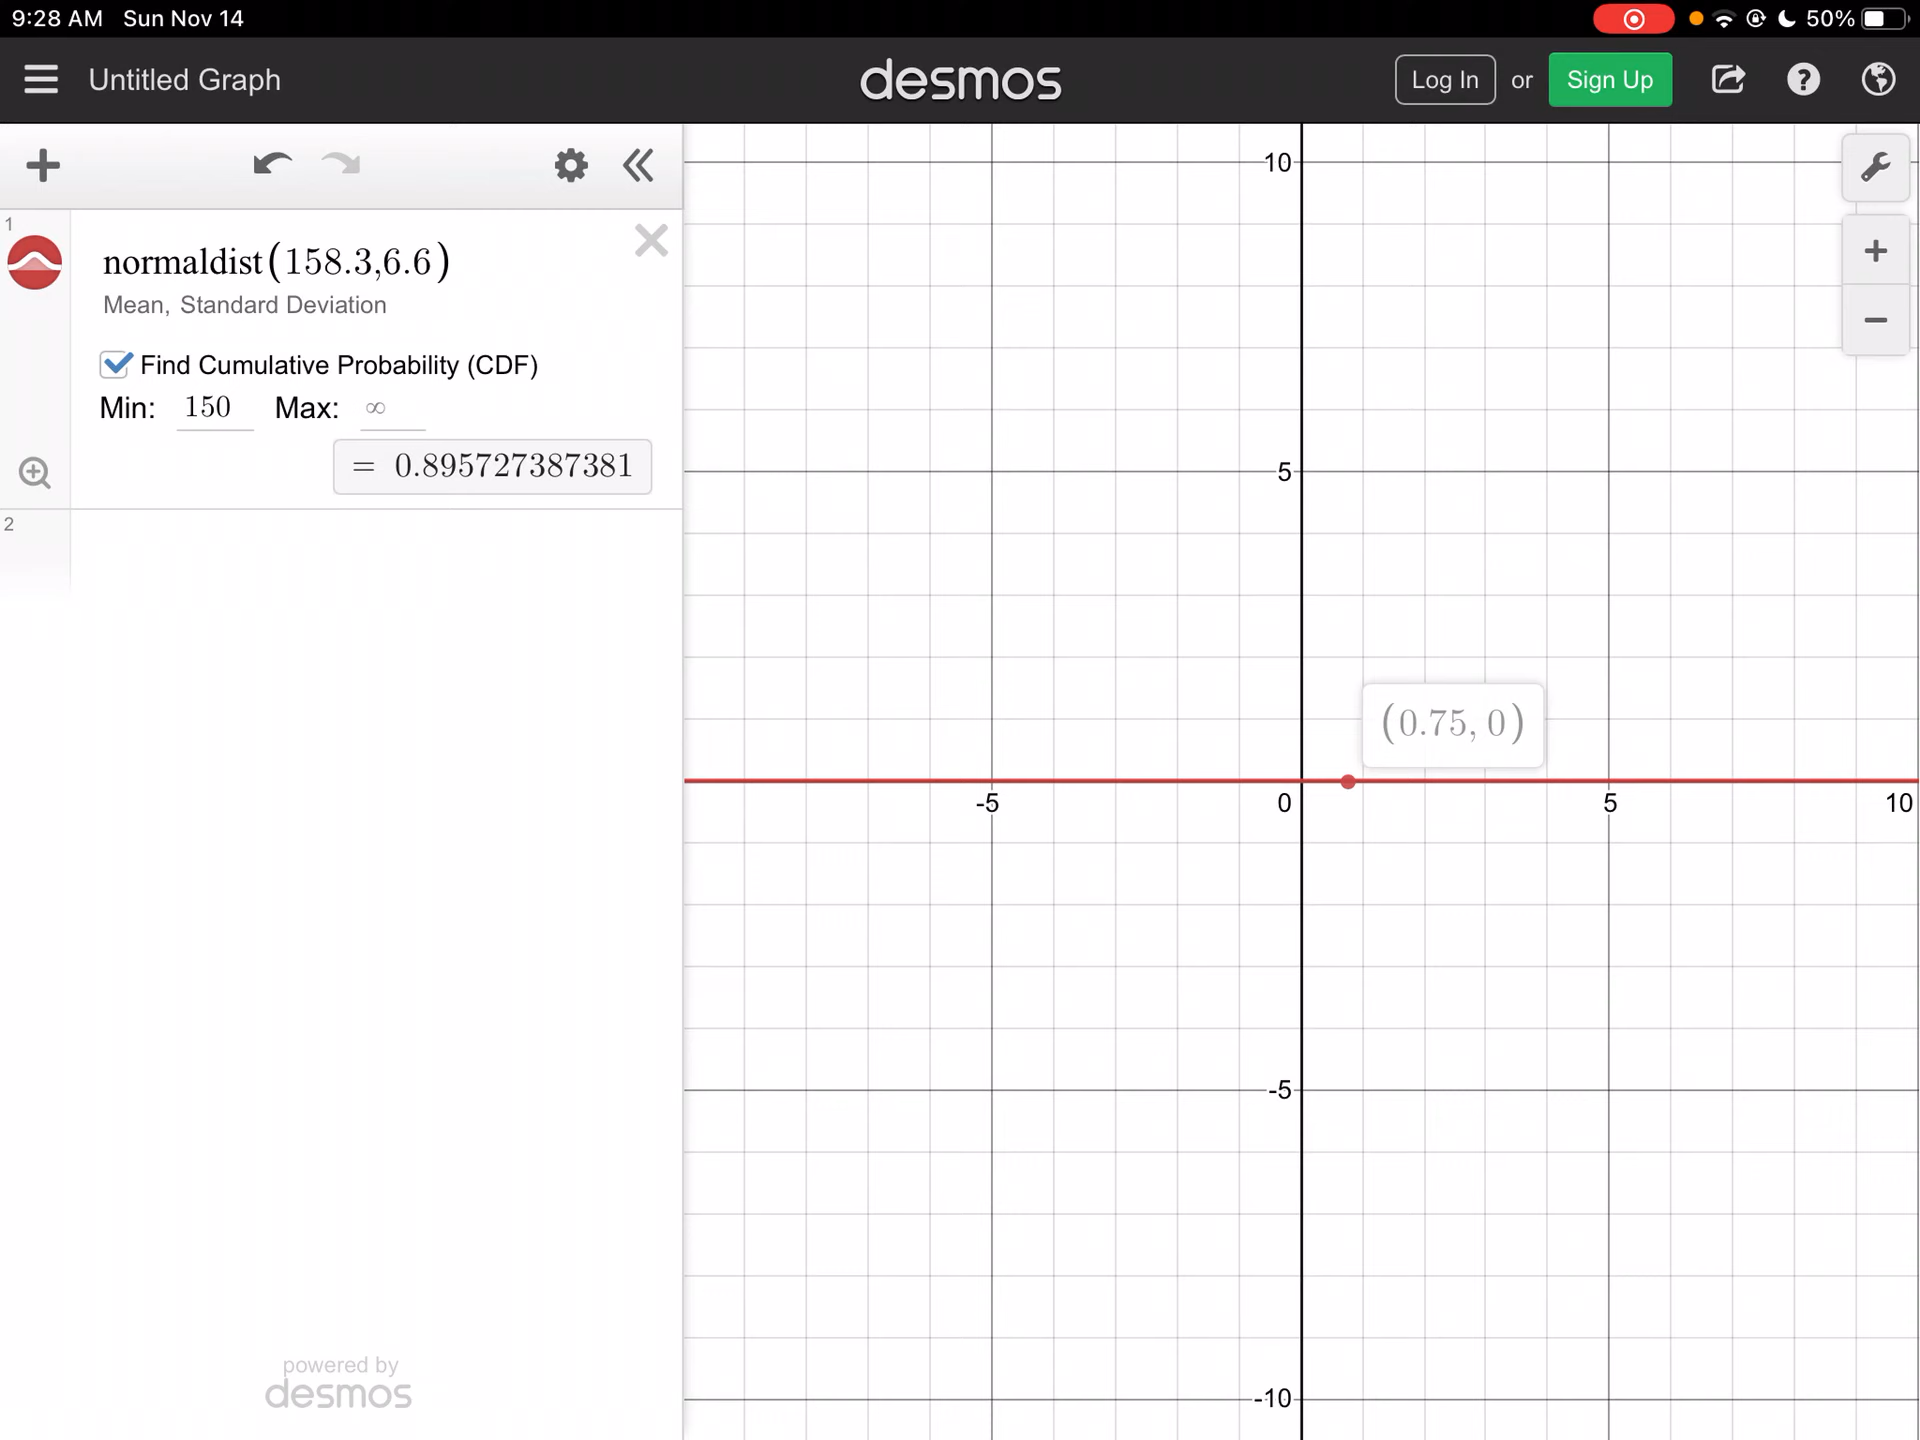 9:28 AM Sun Nov 14
50%
Untitled Graph
desmos
Log In or Sign Up
1
normaldist(158.3,6.6)
Mean, Standard Deviation
Find Cumulative Probability (CDF)
Min: 150 Max: ∞
= 0.895727387381
2
10
5
(0.75, 0)
-5 0 5 10
-5
-10
powered by
desmos